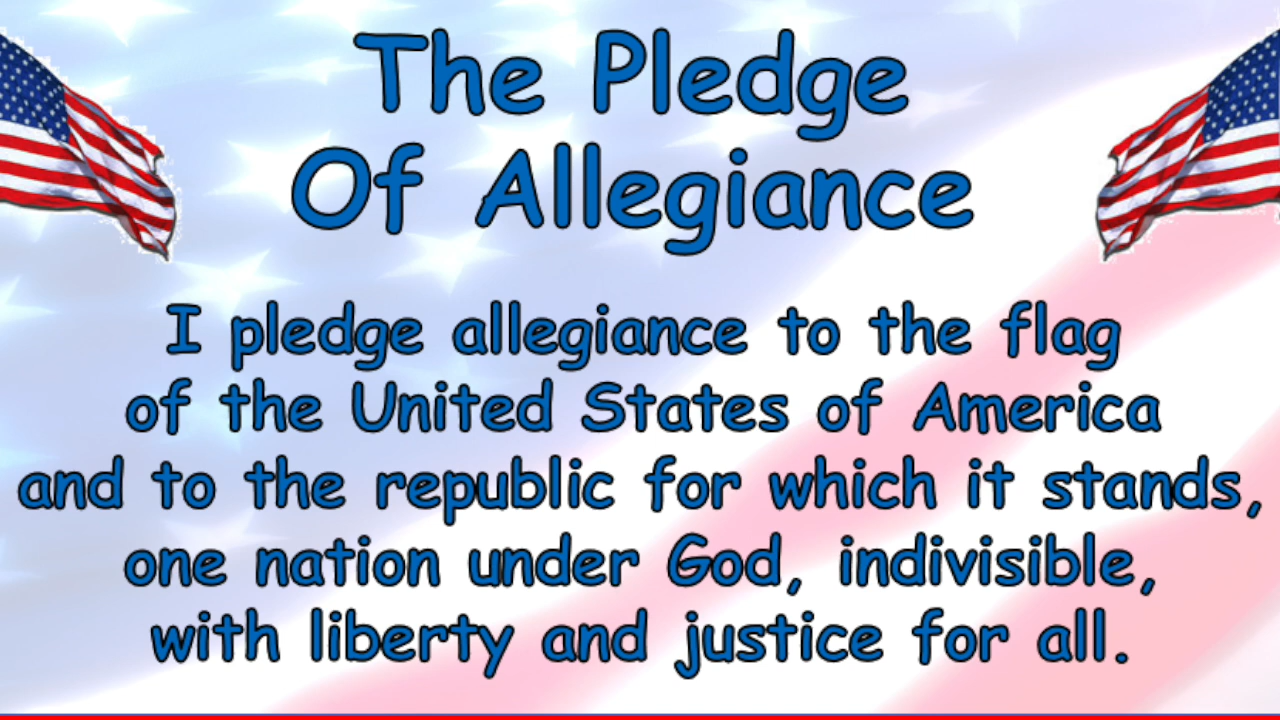 The Pledge
Of Allegiance
I pledge allegiance to the flag
of the United States of America
and to the republic for which it stands,
one nation under God, indivisible,
with liberty and justice for all.